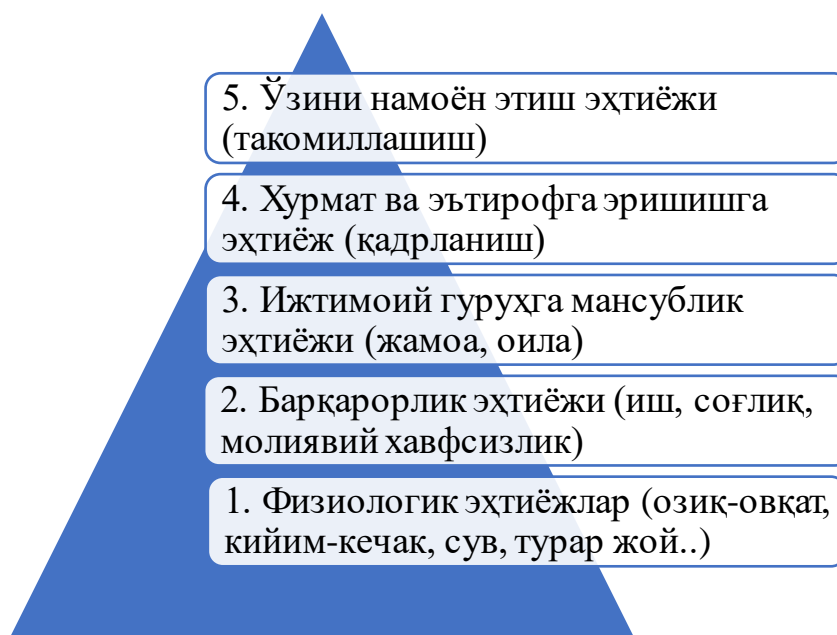 5. Ўзини намоён этиш эҳтиёжи
(такомиллашиш)
4. Хурмат ва эътирофга эришишга
эҳтиёж (қадрланиш)
3. Ижтимоий гуруҳга мансублик
эҳтиёжи (жамоа, оила)
2. Барқарорлик эҳтиёжи (иш, соғлиқ,
молиявий хавфсизлик)
1. Физиологик эҳтиёжлар (озиқ-овқат,
кийим-кечак, сув, турар жой..)